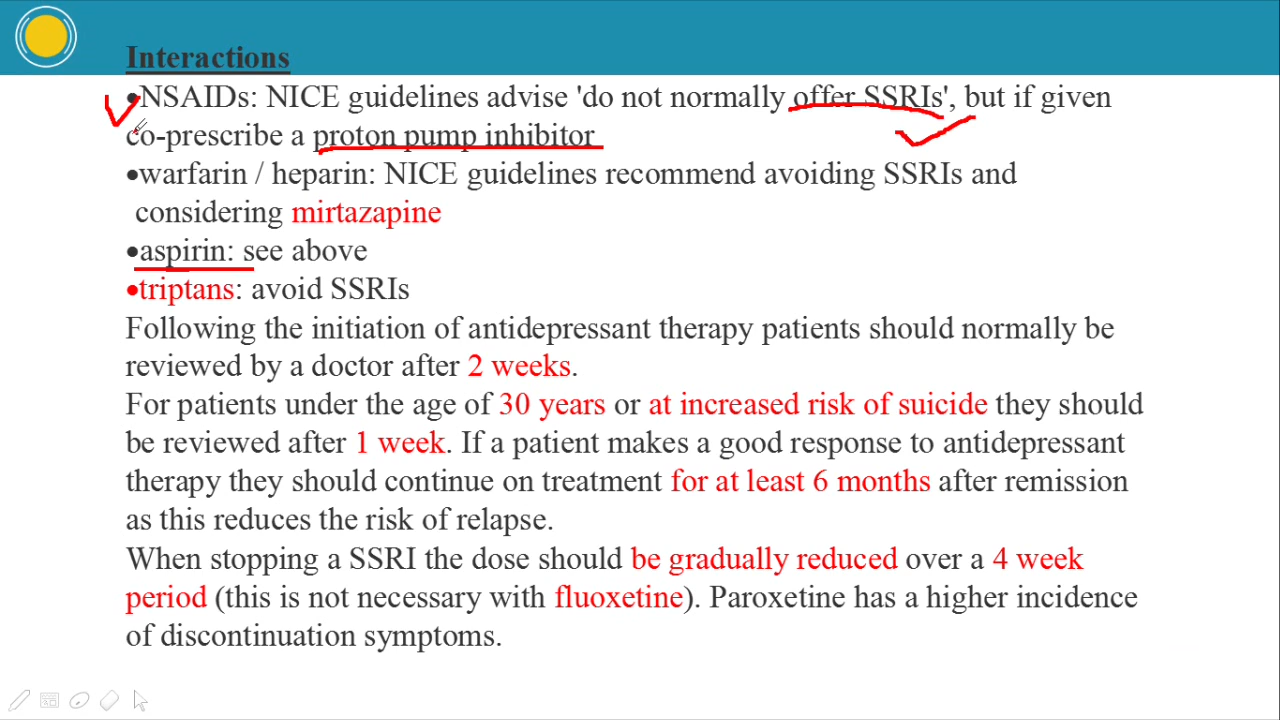 Interactions
•NSAIDs: NICE guidelines advise 'do not normally offer SSRIs', but if given
co-prescribe a proton pump inhibitor
•warfarin / heparin: NICE guidelines recommend avoiding SSRIs and
considering mirtazapine
•aspirin: see above
•triptans: avoid SSRIs
Following the initiation of antidepressant therapy patients should normally be
reviewed by a doctor after 2 weeks.
For patients under the age of 30 years or at increased risk of suicide they should
be reviewed after 1 week. If a patient makes a good response to antidepressant
therapy they should continue on treatment for at least 6 months after remission
as this reduces the risk of relapse.
When stopping a SSRI the dose should be gradually reduced over a 4 week
period (this is not necessary with fluoxetine). Paroxetine has a higher incidence
of discontinuation symptoms.